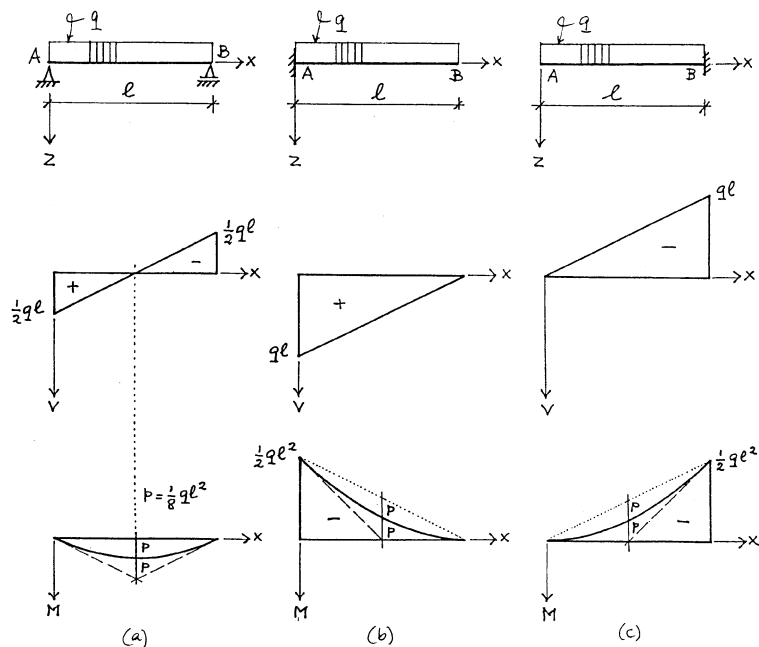 q
A B x
l
z
q
A B x
l
z
q
A B x
l
z
½ql
+ - x
½ql
V
+ x
ql
V
ql
- x
V
p = ⅛ql²
x
p
p
M
(a)
½ql²
p
p
- x
M
(b)
½ql²
p
p
- x
M
(c)